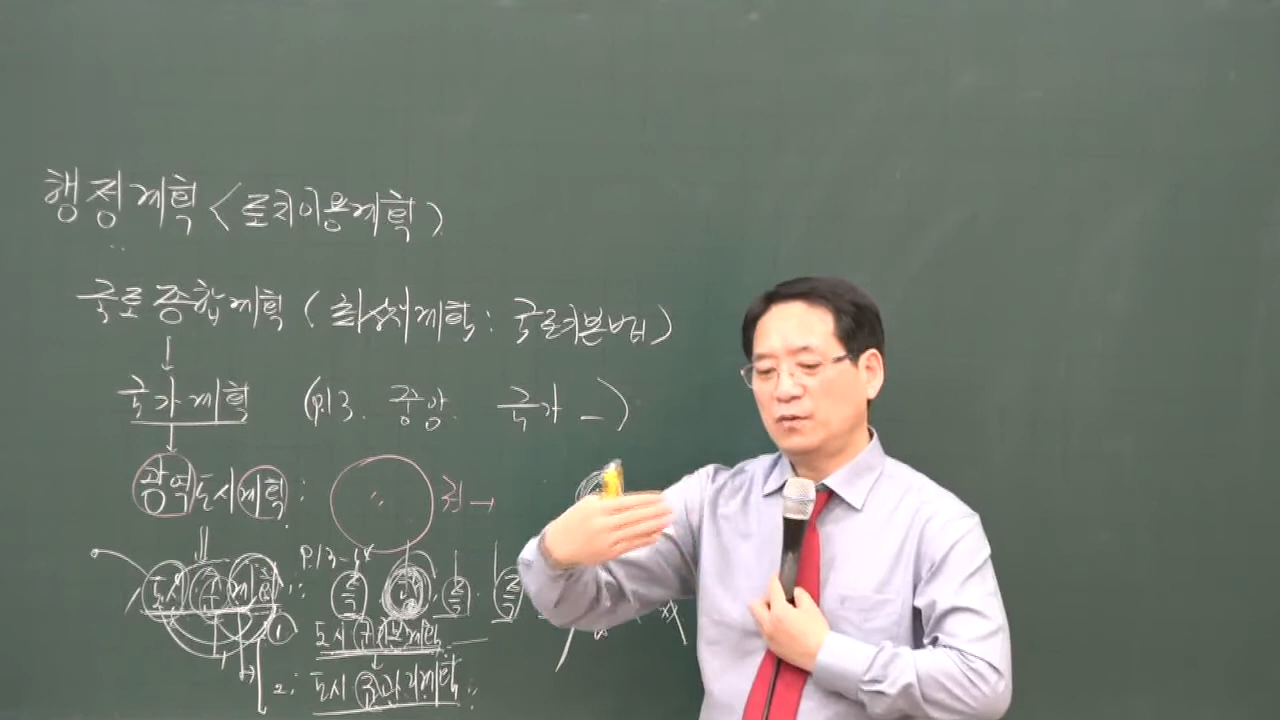 행정계획 < 토지이용계획 )
국토종합계획 ( 최상위계획 : 국토기본법 )
↓
국가계획 ( P.13. 중앙. 국가 - )
↓
광역도시계획 : 권 →
P.13-14
도시 군 계획 :
1 도시 군 기본계획
2. 도시 군 관리계획